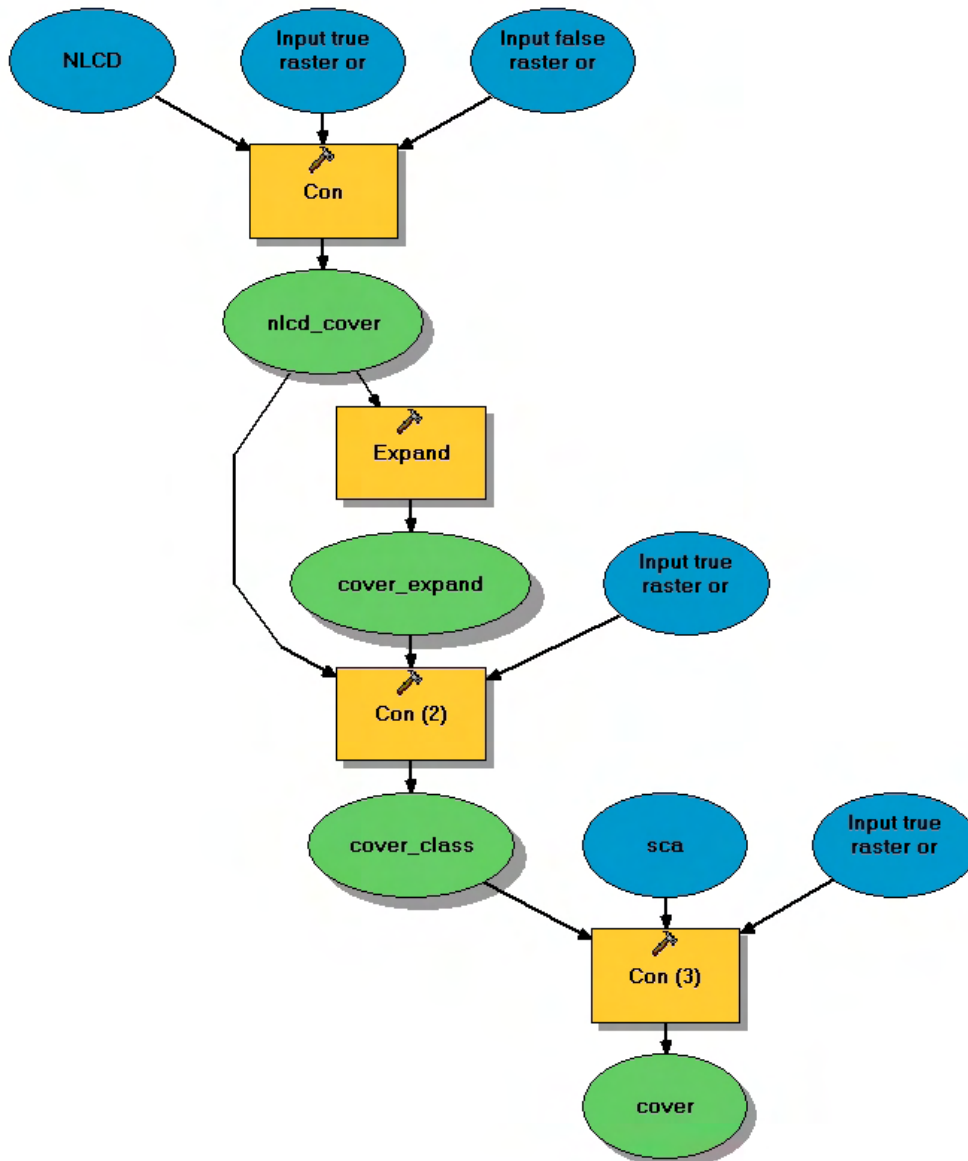 NLCD
Input true
raster or
Input false
raster or
Con
nlcd_cover
Expand
cover_expand
Input true
raster or
Con (2)
cover_class
sca
Input true
raster or
Con (3)
cover